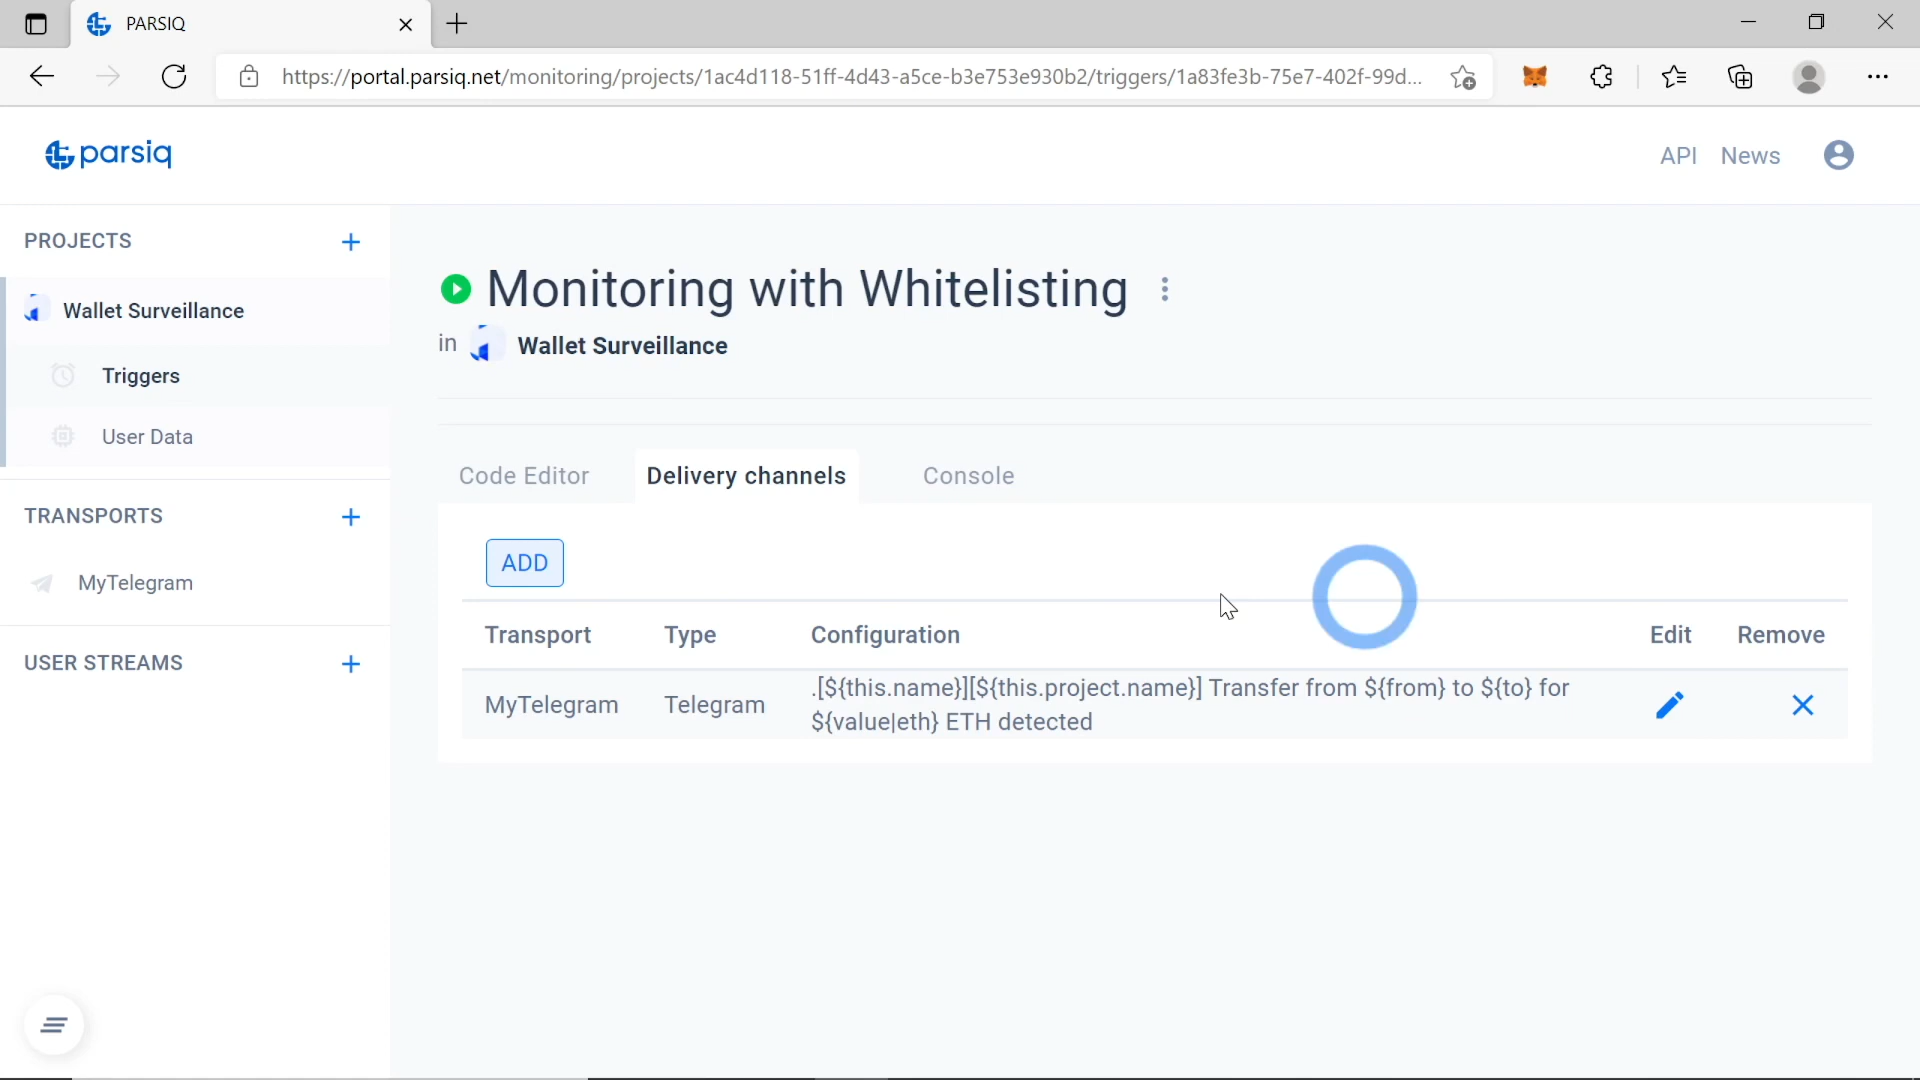 PARSIQ
https://portal.parsiq.net/monitoring/projects/1ac4d118-51ff-4d43-a5ce-b3e753e930b2/triggers/1a83fe3b-75e7-402f-99d...
parsiq
API News
PROJECTS
Wallet Surveillance
Triggers
User Data
TRANSPORTS
MyTelegram
USER STREAMS
Monitoring with Whitelisting
in Wallet Surveillance
Code Editor Delivery channels Console
ADD
Transport Type Configuration Edit Remove
MyTelegram Telegram .[${this.name}][${this.project.name}] Transfer from ${from} to ${to} for
${value|eth} ETH detected